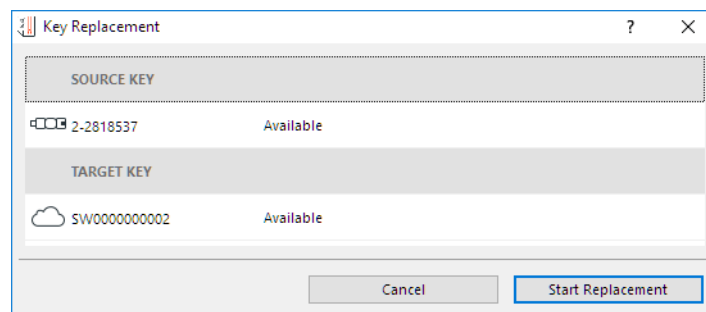 Key Replacement
SOURCE KEY
2-2818537 Available
TARGET KEY
SW0000000002 Available
Cancel Start Replacement